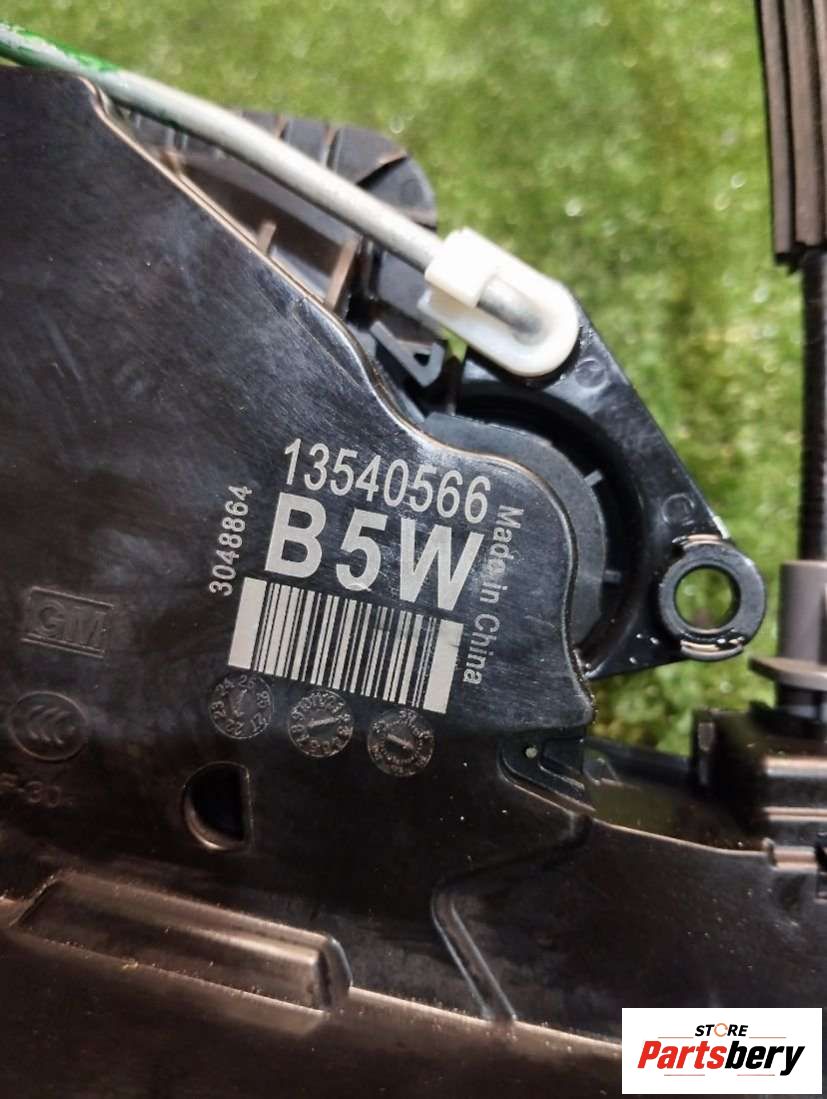 13540566
B5W
3048864
Made in China
GM
STORE
Partsbery